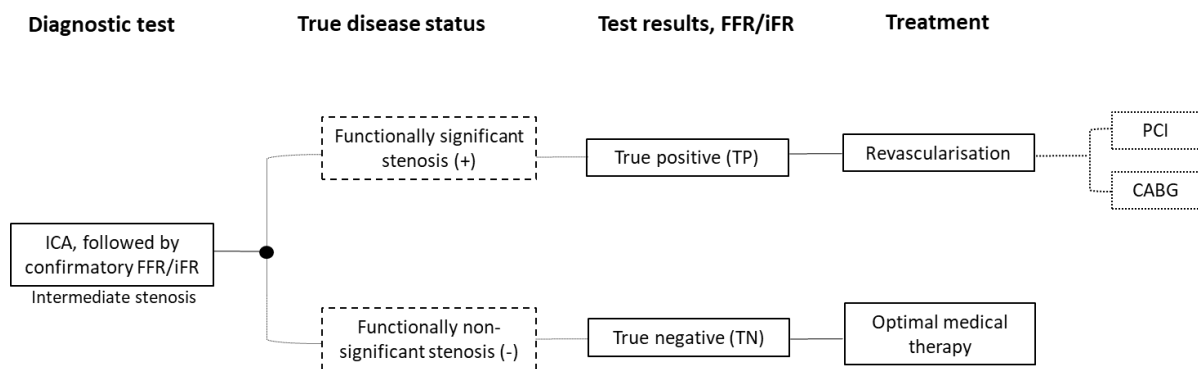 Diagnostic test
True disease status
Test results, FFR/iFR
Treatment
Functionally significant
stenosis (+)
True positive (TP)
Revascularisation
PCI
CABG
ICA, followed by
confirmatory FFR/iFR
Intermediate stenosis
Functionally non-
significant stenosis (-)
True negative (TN)
Optimal medical
therapy